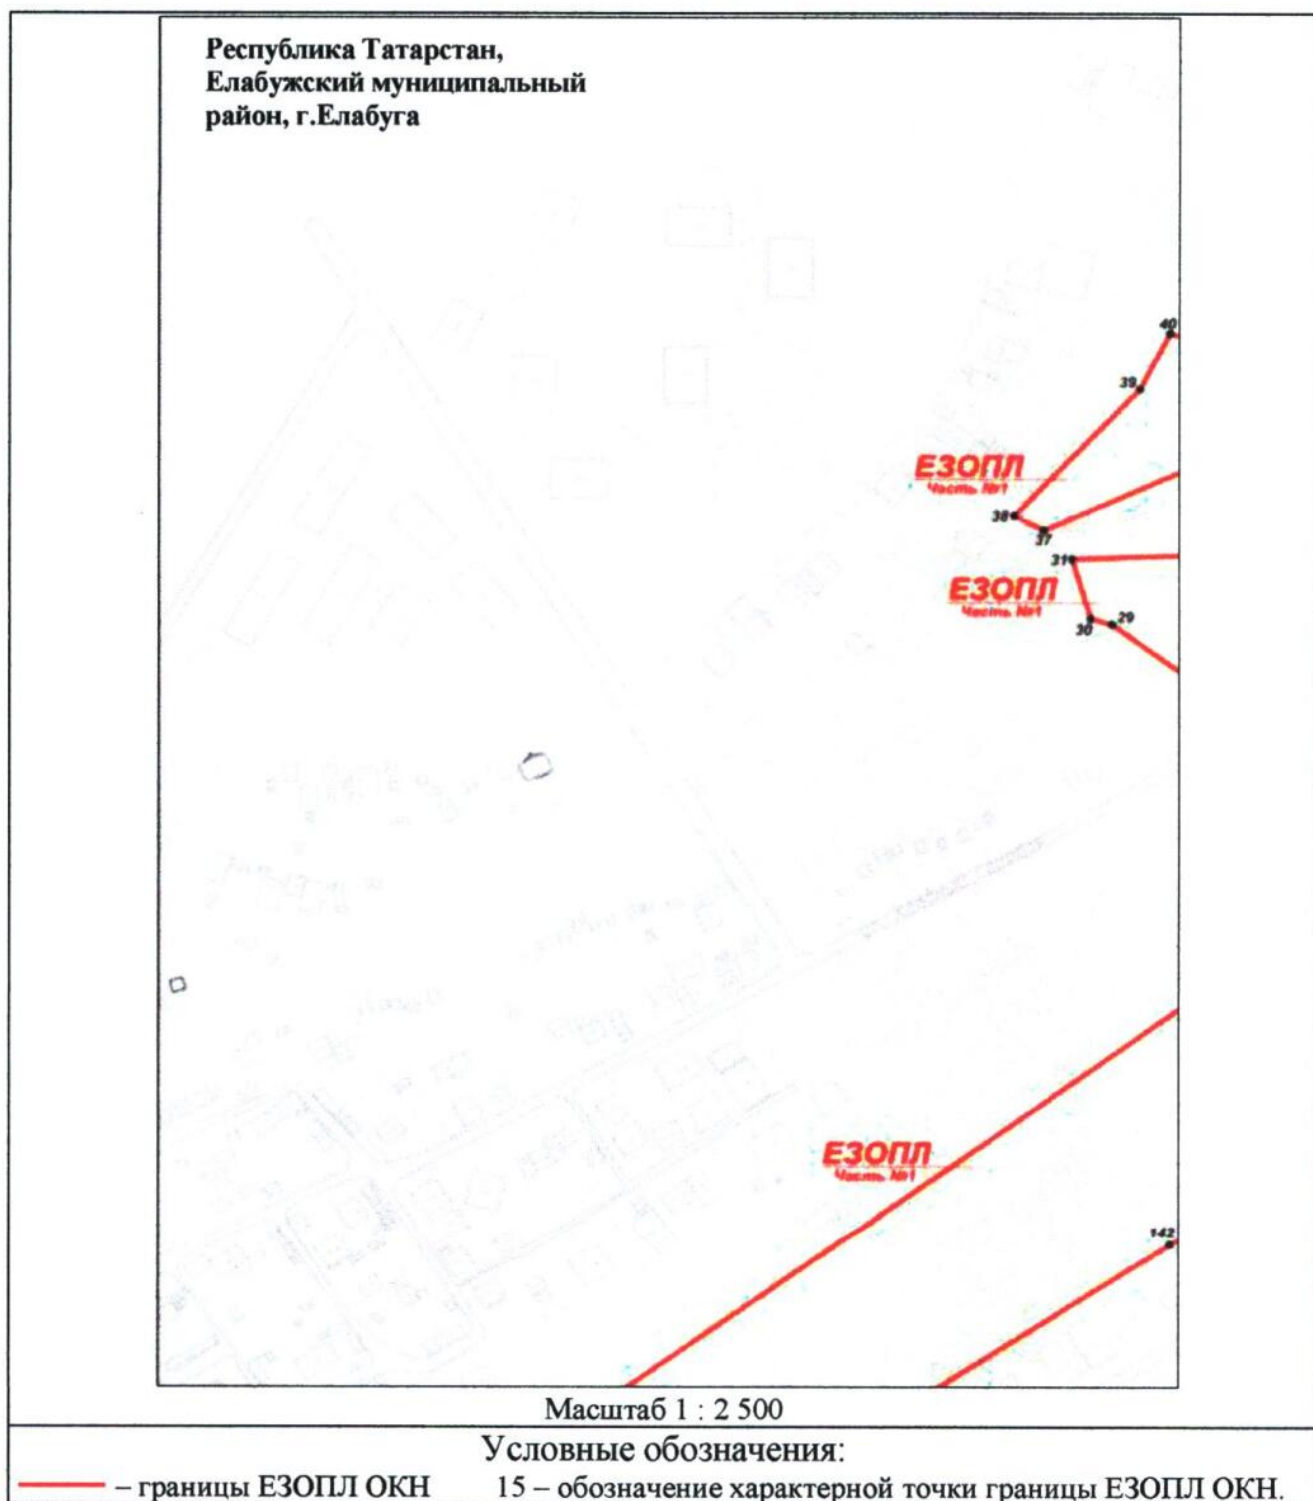 Республика Татарстан,
Елабужский муниципальный
район, г.Елабуга
40
39
ЕЗОПЛ
Часть №1
38
37
31
ЕЗОПЛ
Часть №1
30
29
ЕЗОПЛ
Часть №1
142
Масштаб 1 : 2 500
Условные обозначения:
– границы ЕЗОПЛ ОКН 15 – обозначение характерной точки границы ЕЗОПЛ ОКН.